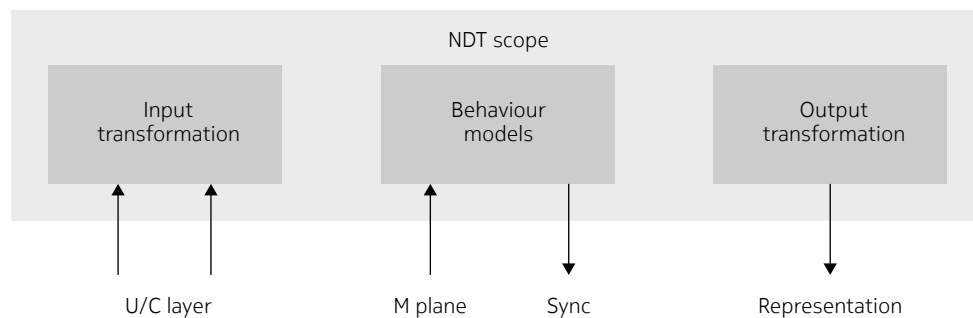 NDT scope
Input
transformation
Behaviour
models
Output
transformation
U/C layer
M plane
Sync
Representation